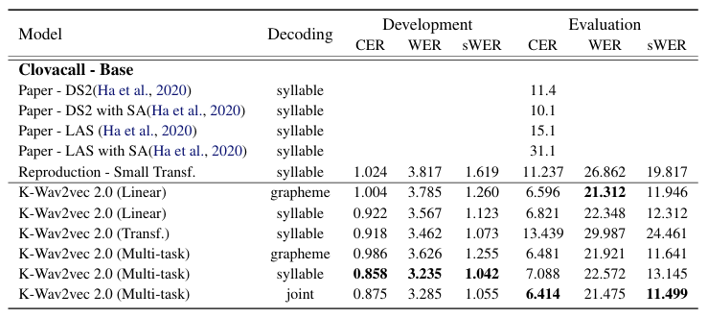 Model Decoding Development Evaluation
CER WER sWER CER WER sWER
Clovacall - Base
Paper - DS2(Ha et al., 2020) syllable 11.4
Paper - DS2 with SA(Ha et al., 2020) syllable 10.1
Paper - LAS (Ha et al., 2020) syllable 15.1
Paper - LAS with SA(Ha et al., 2020) syllable 31.1
Reproduction - Small Transf. syllable 1.024 3.817 1.619 11.237 26.862 19.817
K-Wav2vec 2.0 (Linear) grapheme 1.004 3.785 1.260 6.596 21.312 11.946
K-Wav2vec 2.0 (Linear) syllable 0.922 3.567 1.123 6.821 22.348 12.312
K-Wav2vec 2.0 (Transf.) syllable 0.918 3.462 1.073 13.439 29.987 24.461
K-Wav2vec 2.0 (Multi-task) grapheme 0.986 3.626 1.255 6.481 21.921 11.641
K-Wav2vec 2.0 (Multi-task) syllable 0.858 3.235 1.042 7.088 22.572 13.145
K-Wav2vec 2.0 (Multi-task) joint 0.875 3.285 1.055 6.414 21.475 11.499